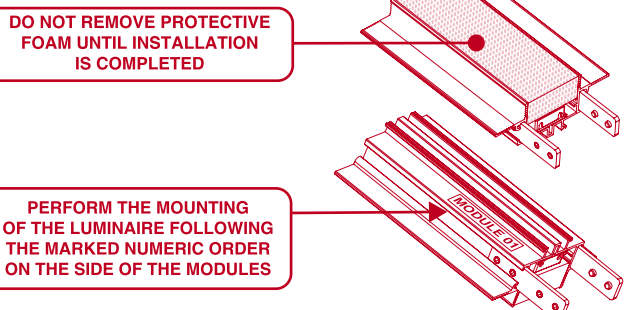 DO NOT REMOVE PROTECTIVE
FOAM UNTIL INSTALLATION
IS COMPLETED
PERFORM THE MOUNTING
OF THE LUMINAIRE FOLLOWING
THE MARKED NUMERIC ORDER
ON THE SIDE OF THE MODULES
MODULE 01